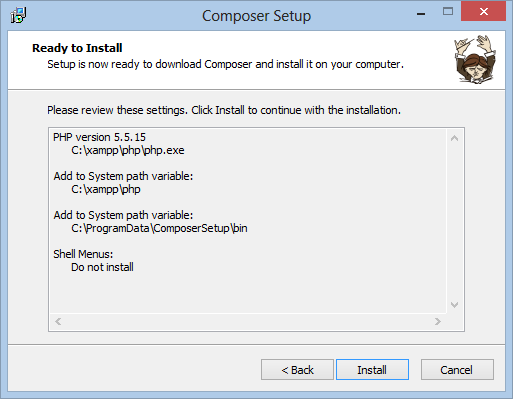 Composer Setup
Ready to Install
Setup is now ready to download Composer and install it on your computer.
Please review these settings. Click Install to continue with the installation.
PHP version 5.5.15
C:\xampp\php\php.exe
Add to System path variable:
C:\xampp\php
Add to System path variable:
C:\ProgramData\ComposerSetup\bin
Shell Menus:
Do not install
< Back
Install
Cancel